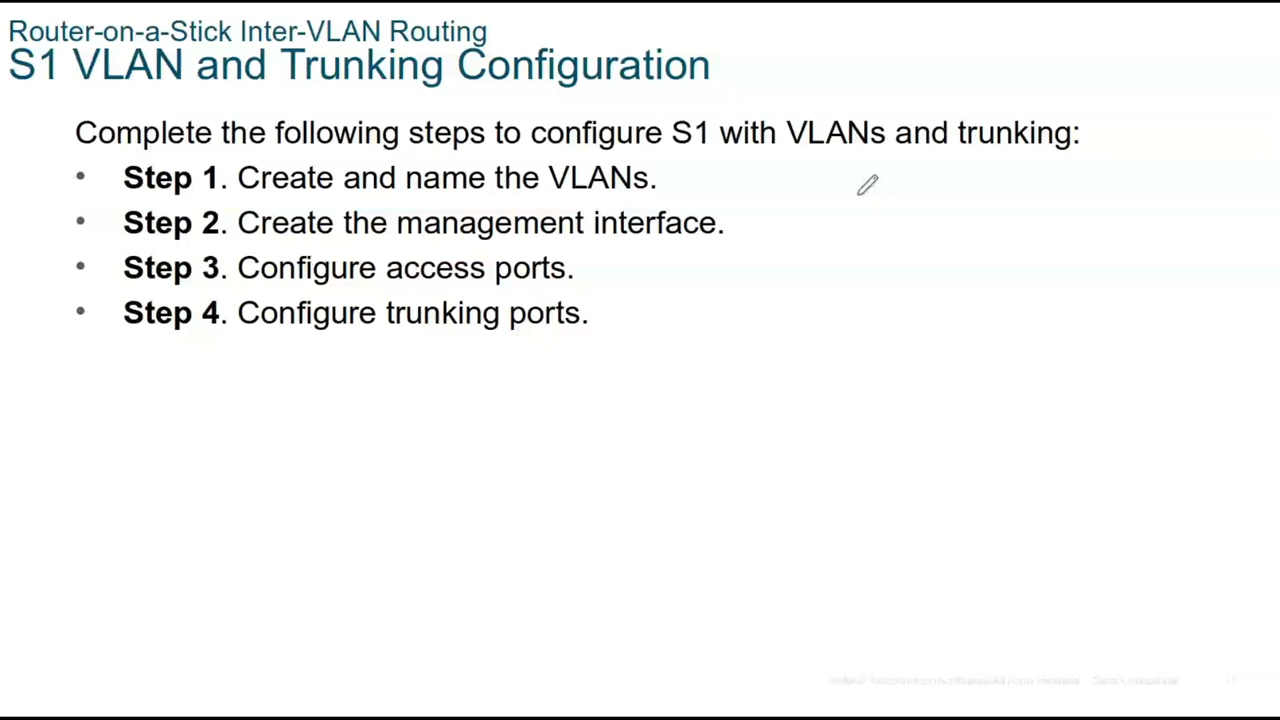 Router-on-a-Stick Inter-VLAN Routing
S1 VLAN and Trunking Configuration
Complete the following steps to configure S1 with VLANs and trunking:
• Step 1. Create and name the VLANs.
• Step 2. Create the management interface.
• Step 3. Configure access ports.
• Step 4. Configure trunking ports.